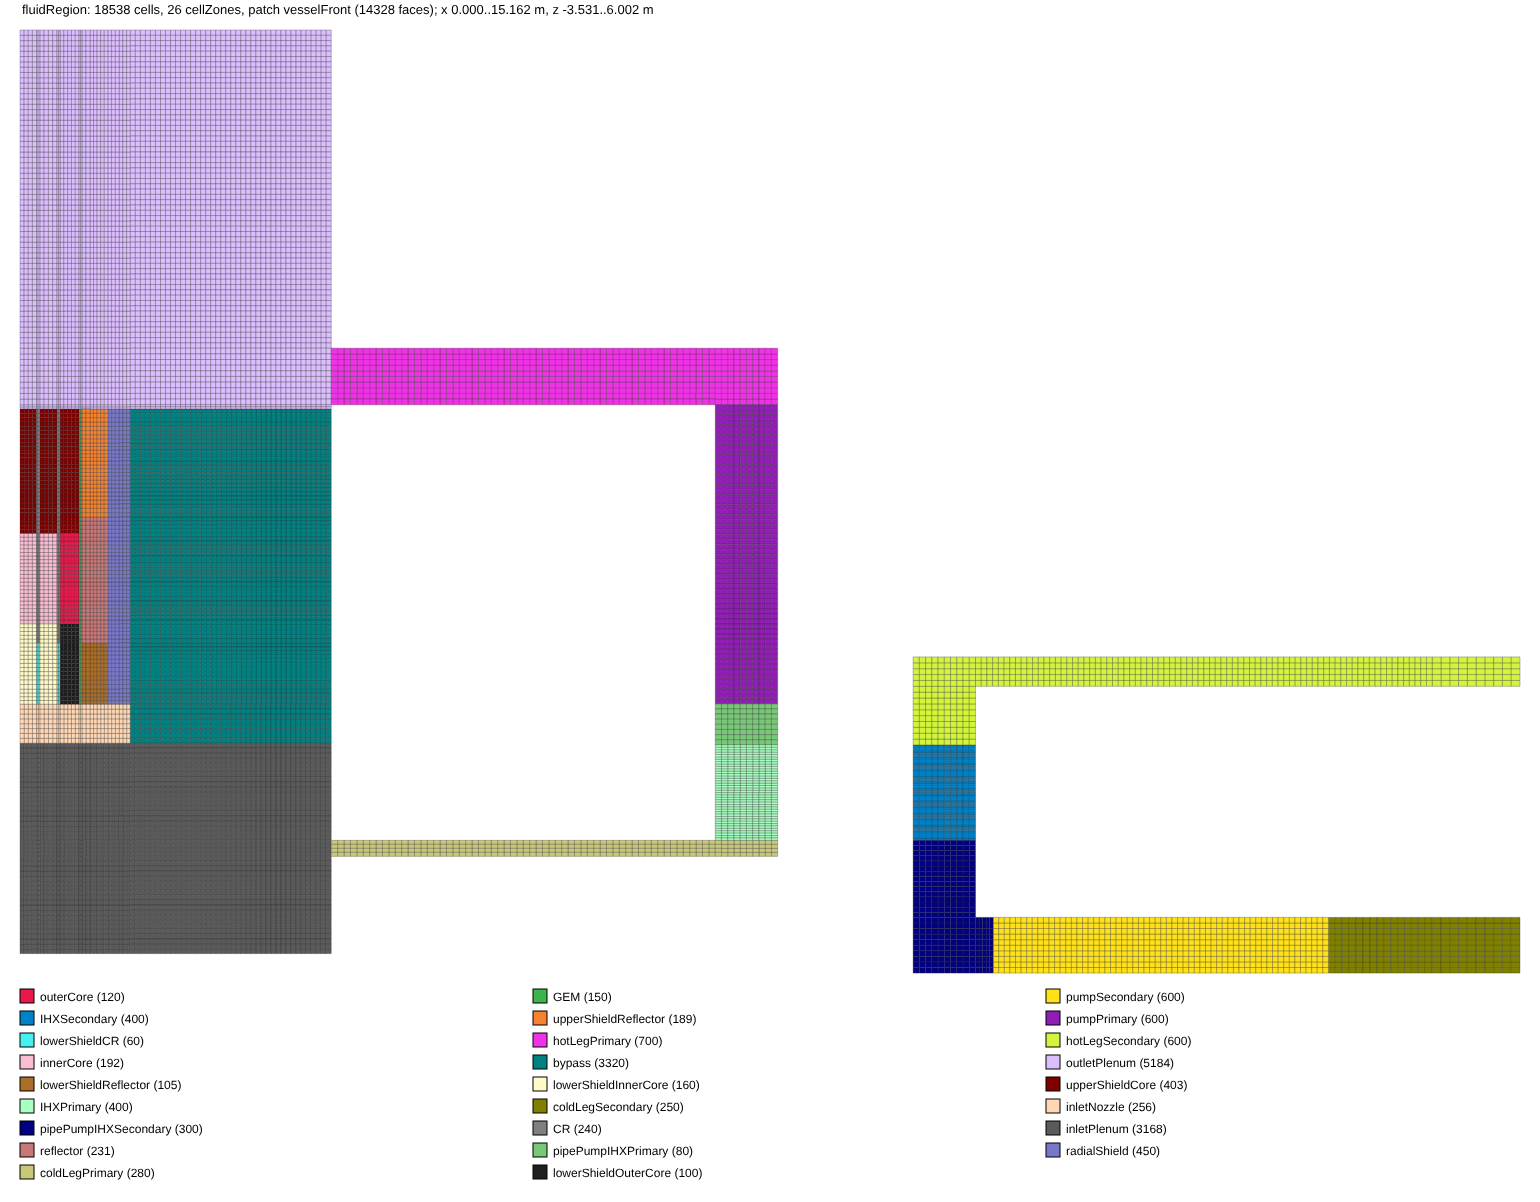 fluidRegion: 18538 cells, 26 cellZones, patch vesselFront (14328 faces); x 0.000..15.162 m, z -3.531..6.002 m
outerCore (120)
IHXSecondary (400)
lowerShieldCR (60)
innerCore (192)
lowerShieldReflector (105)
IHXPrimary (400)
pipePumpIHXSecondary (300)
reflector (231)
coldLegPrimary (280)
GEM (150)
upperShieldReflector (189)
hotLegPrimary (700)
bypass (3320)
lowerShieldInnerCore (160)
coldLegSecondary (250)
CR (240)
pipePumpIHXPrimary (80)
lowerShieldOuterCore (100)
pumpSecondary (600)
pumpPrimary (600)
hotLegSecondary (600)
outletPlenum (5184)
upperShieldCore (403)
inletNozzle (256)
inletPlenum (3168)
radialShield (450)